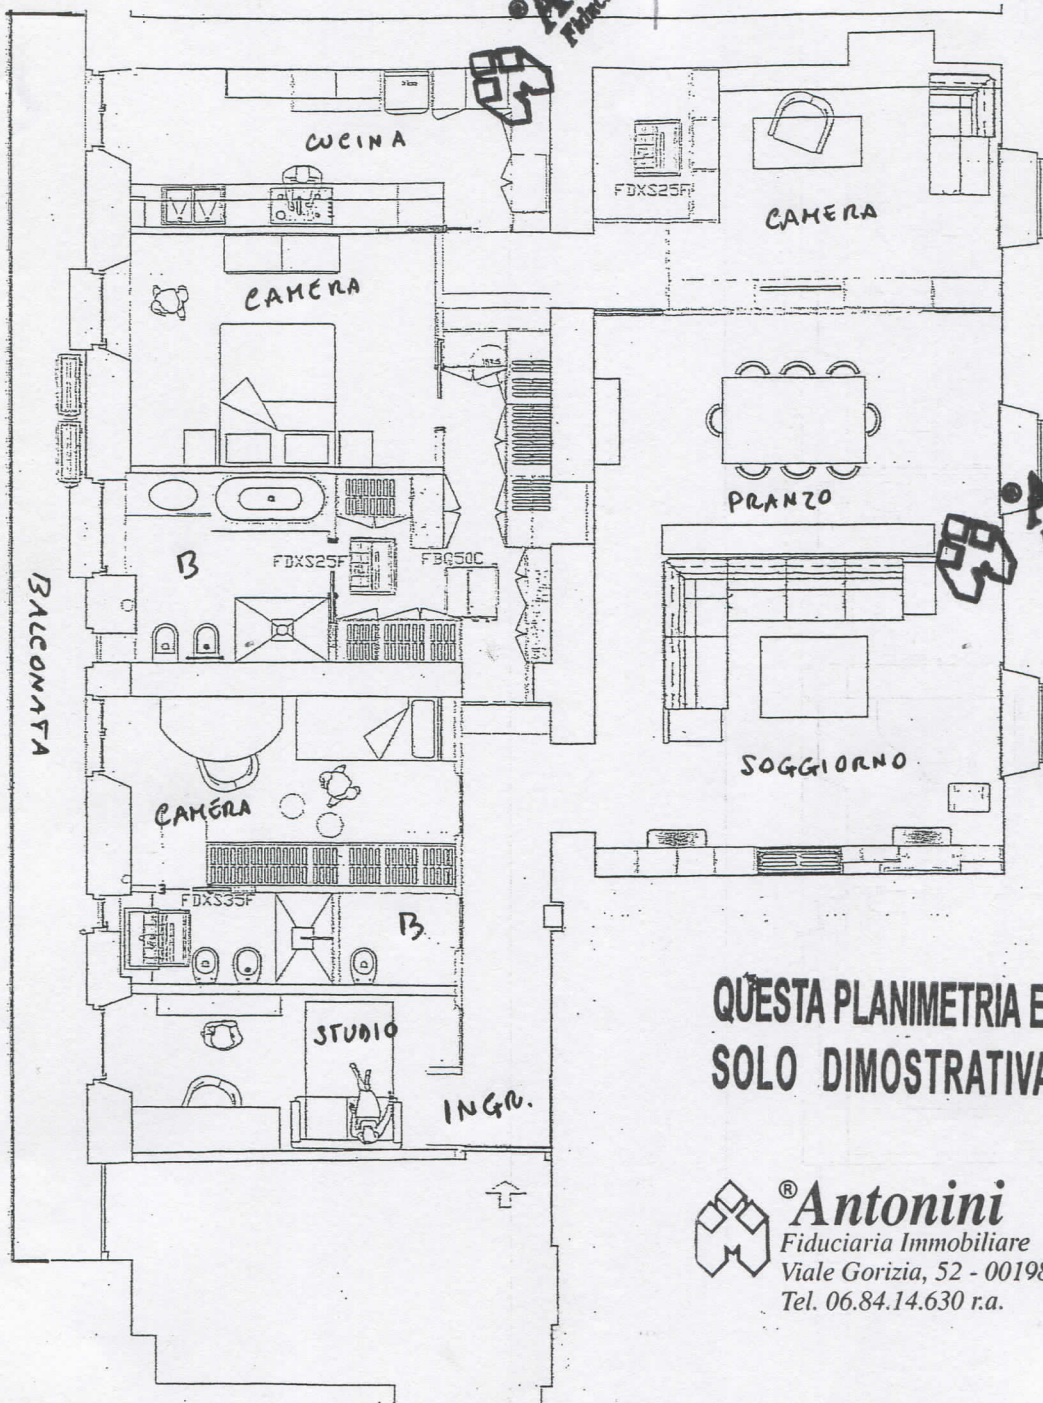 CUCINA
FDXS25F
CAMERA
CAMERA
PRANZO
B
FDXS25F
FBQ50C
BALCONATA
SOGGIORNO
CAMERA
FDXS35F
B
STUDIO
INGR.
QUESTA PLANIMETRIA E
SOLO DIMOSTRATIVA
®Antonini
Fiduciaria Immobiliare
Viale Gorizia, 52 - 00198
Tel. 06.84.14.630 r.a.